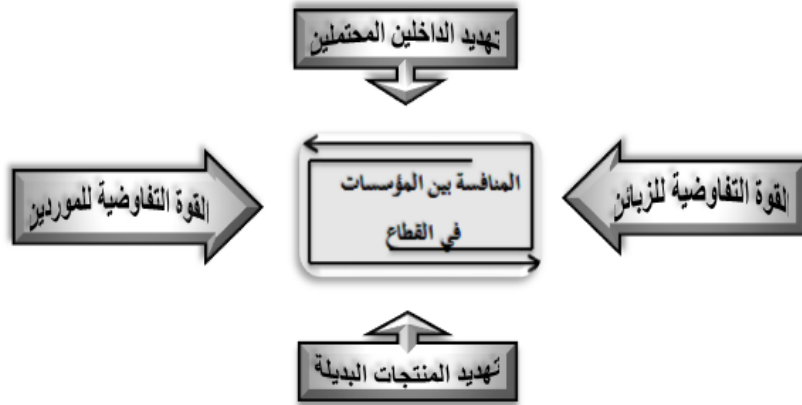 تهديد الداخلين المحتملين
القوة التفاوضية للزبائن
المنافسة بين المؤسسات
في القطاع
القوة التفاوضية للموردين
تهديد المنتجات البديلة